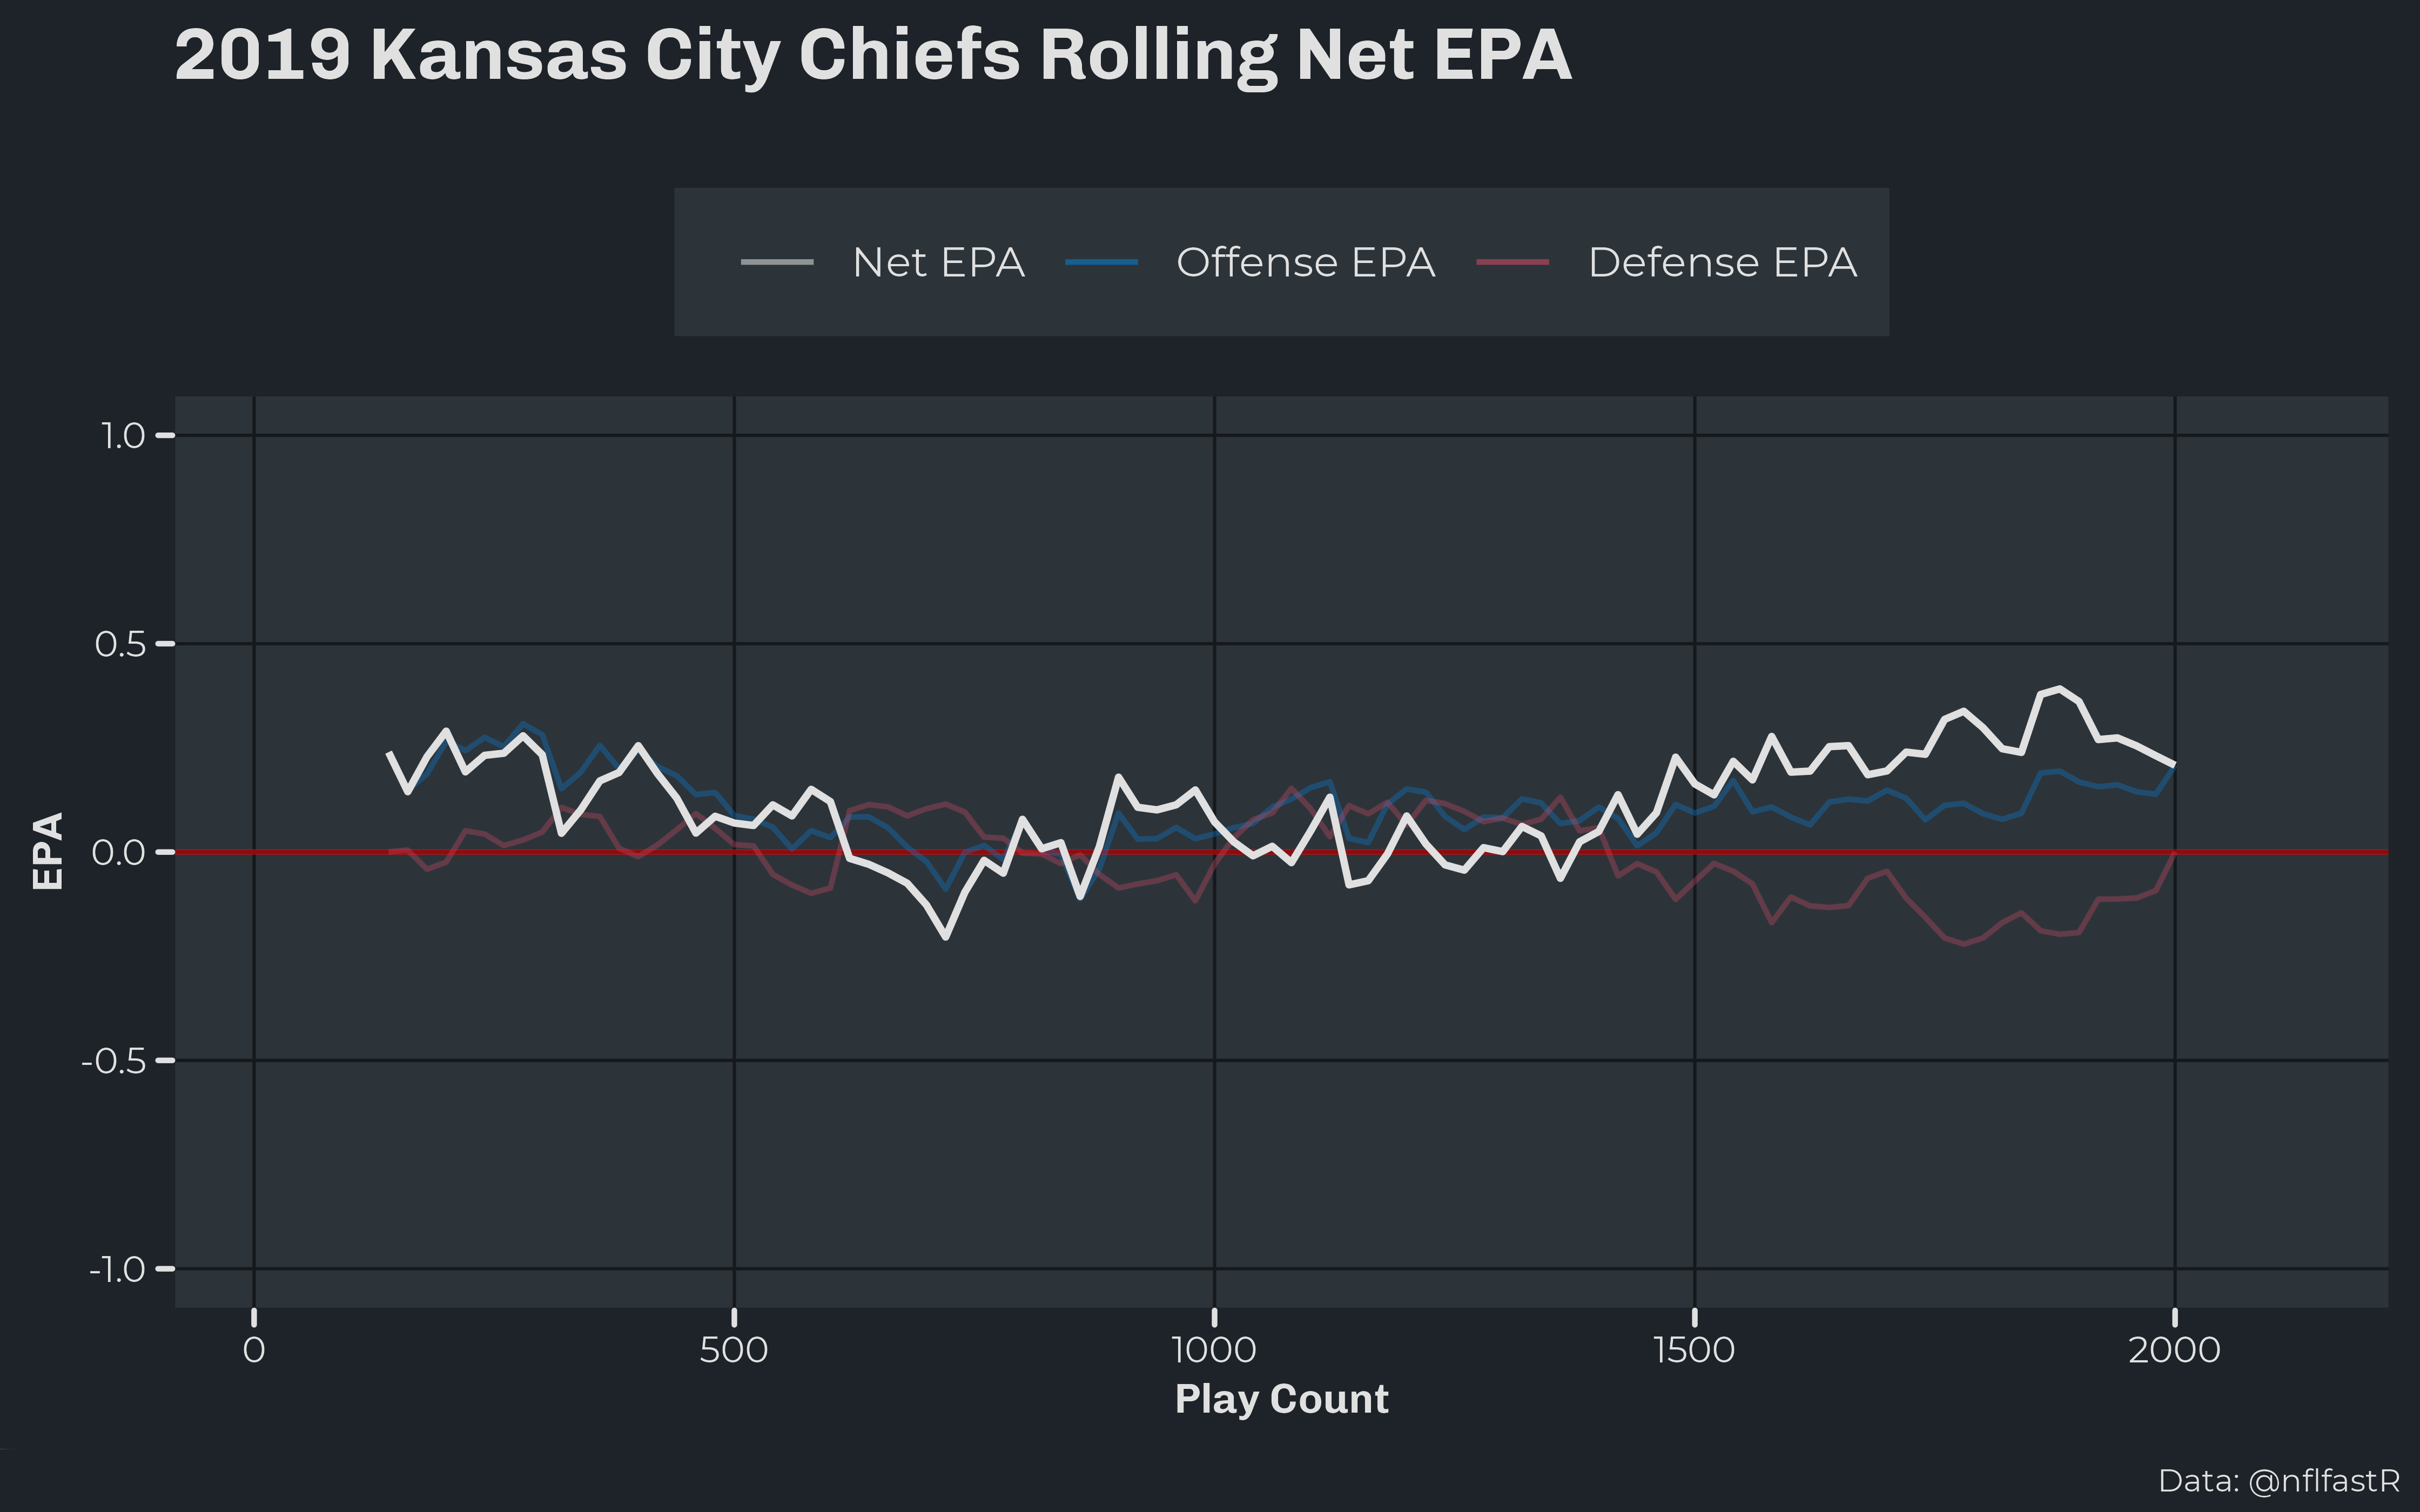 2019 Kansas City Chiefs Rolling Net EPA
Net EPA Offense EPA Defense EPA
1.0
0.5
0.0
-0.5
-1.0
EPA
0 500 1000 1500 2000
Play Count
Data: @nflfastR